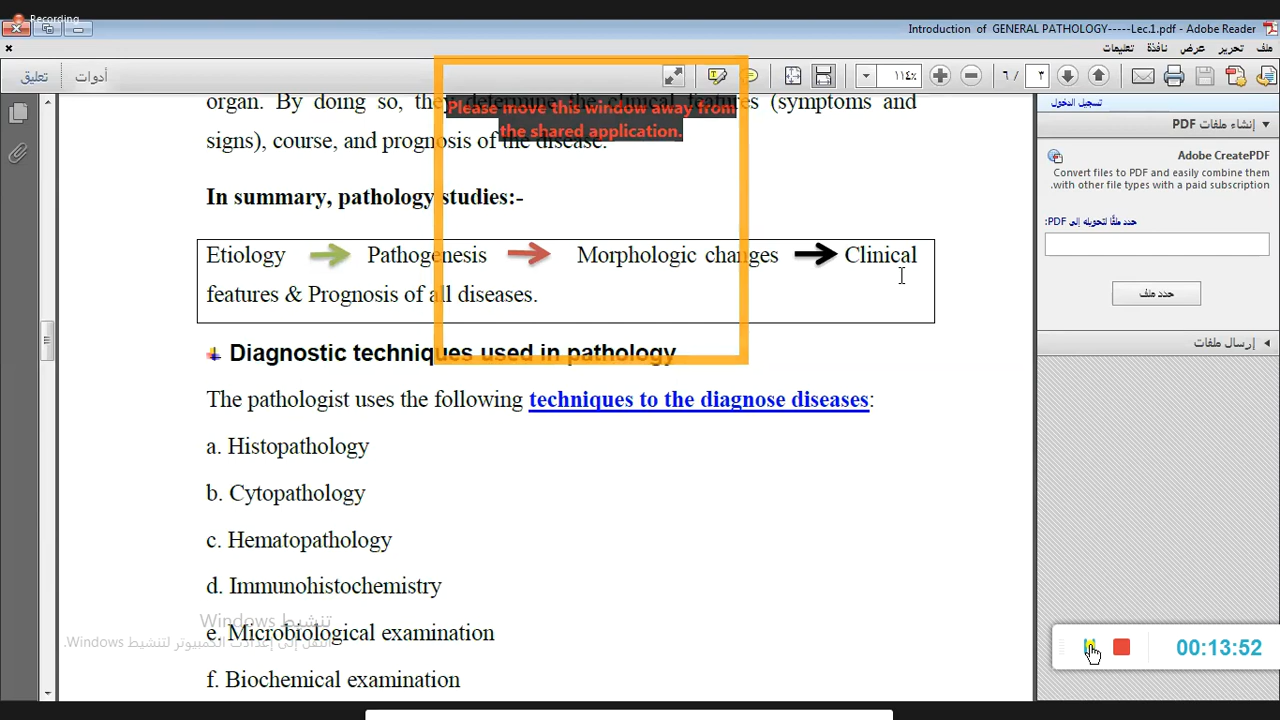 Recording
Introduction of GENERAL PATHOLOGY-----Lec.1.pdf - Adobe Reader
هلف تحرير عرض نافذة تعليمات
تعليق أدوات ١١٤٪ ٦ / ٣
تسجيل الدخول
إنشاء ملفات PDF
Adobe CreatePDF
Convert files to PDF and easily combine them
with other file types with a paid subscription.
حدد ملفًا لتحويله إلى PDF:
حدد هلف
إرسال ملفات
Please move this window away from
the shared application.
organ. By doing so, they determine the clinical features (symptoms and
signs), course, and prognosis of the disease.
In summary, pathology studies:-
Etiology Pathogenesis Morphologic changes Clinical
features & Prognosis of all diseases.
Diagnostic techniques used in pathology
The pathologist uses the following techniques to the diagnose diseases:
a. Histopathology
b. Cytopathology
c. Hematopathology
d. Immunohistochemistry
تنشيط Windows
e. Microbiological examination
انتقل إلى إعدادات الكمبيوتر لتنشيط Windows.
f. Biochemical examination
00:13:52